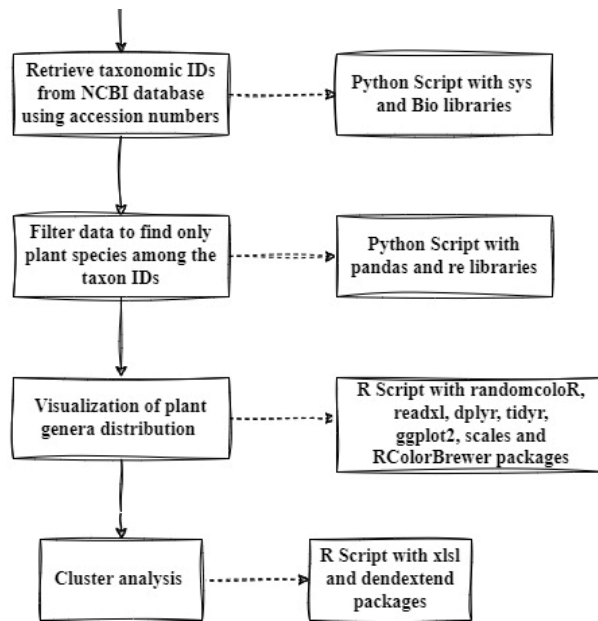 Retrieve taxonomic IDs
from NCBI database
using accession numbers
Python Script with sys
and Bio libraries
Filter data to find only
plant species among the
taxon IDs
Python Script with
pandas and re libraries
Visualization of plant
genera distribution
R Script with randomcoloR,
readxl, dplyr, tidyr,
ggplot2, scales and
RColorBrewer packages
Cluster analysis
R Script with xlsl
and dendextend
packages